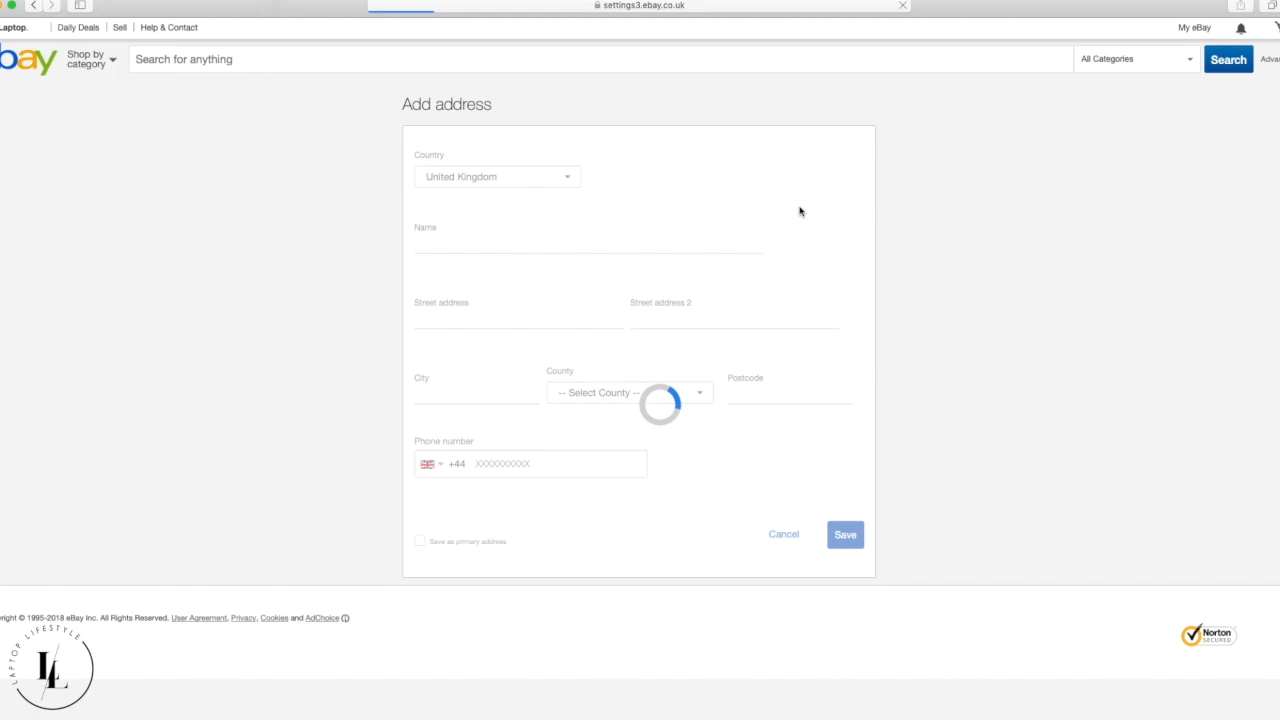 settings3.ebay.co.uk
Laptop. Daily Deals Sell Help & Contact My eBay
bay Shop by category Search for anything All Categories Search Adva
Add address
Country
United Kingdom
Name
Street address Street address 2
City County Postcode
-- Select County --
Phone number
+44 XXXXXXXXXX
Save as primary address Cancel Save
right © 1995-2018 eBay Inc. All Rights Reserved. User Agreement, Privacy, Cookies and AdChoice
Norton
SECURED
LAPTOP LIFESTYLE
LL